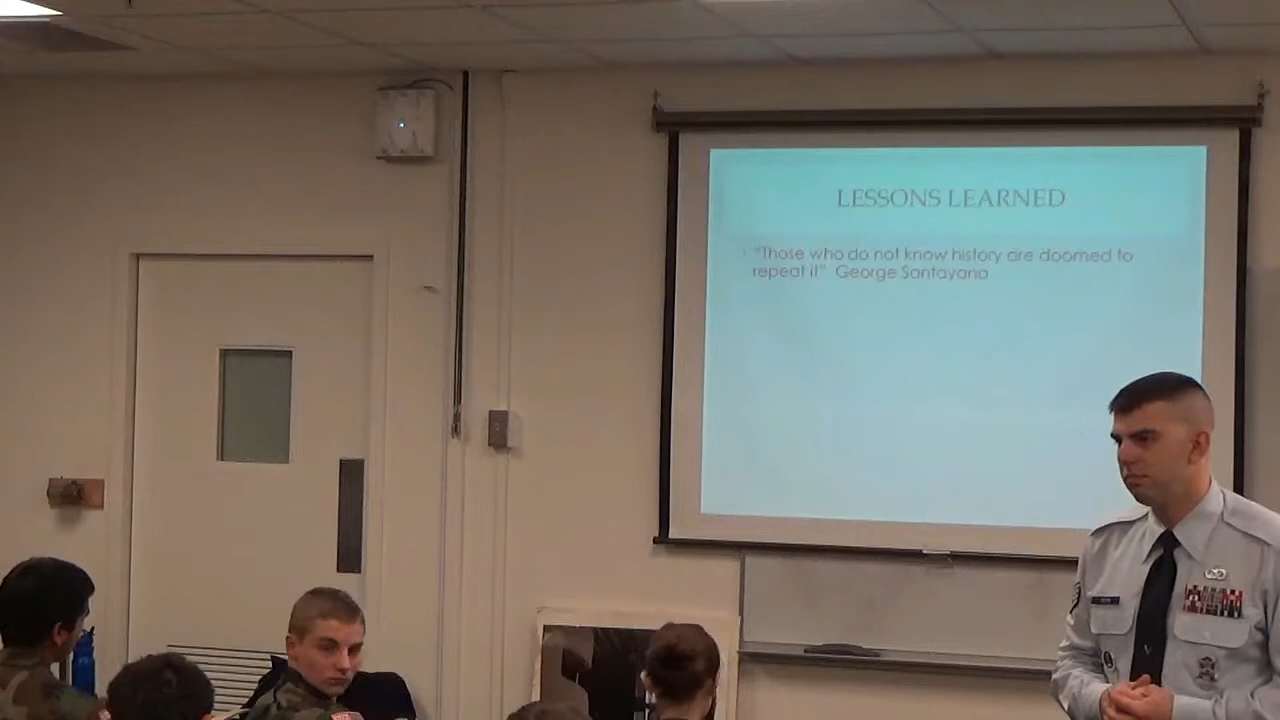 LESSONS LEARNED
"Those who do not know history are doomed to
repeat it" George Santayana